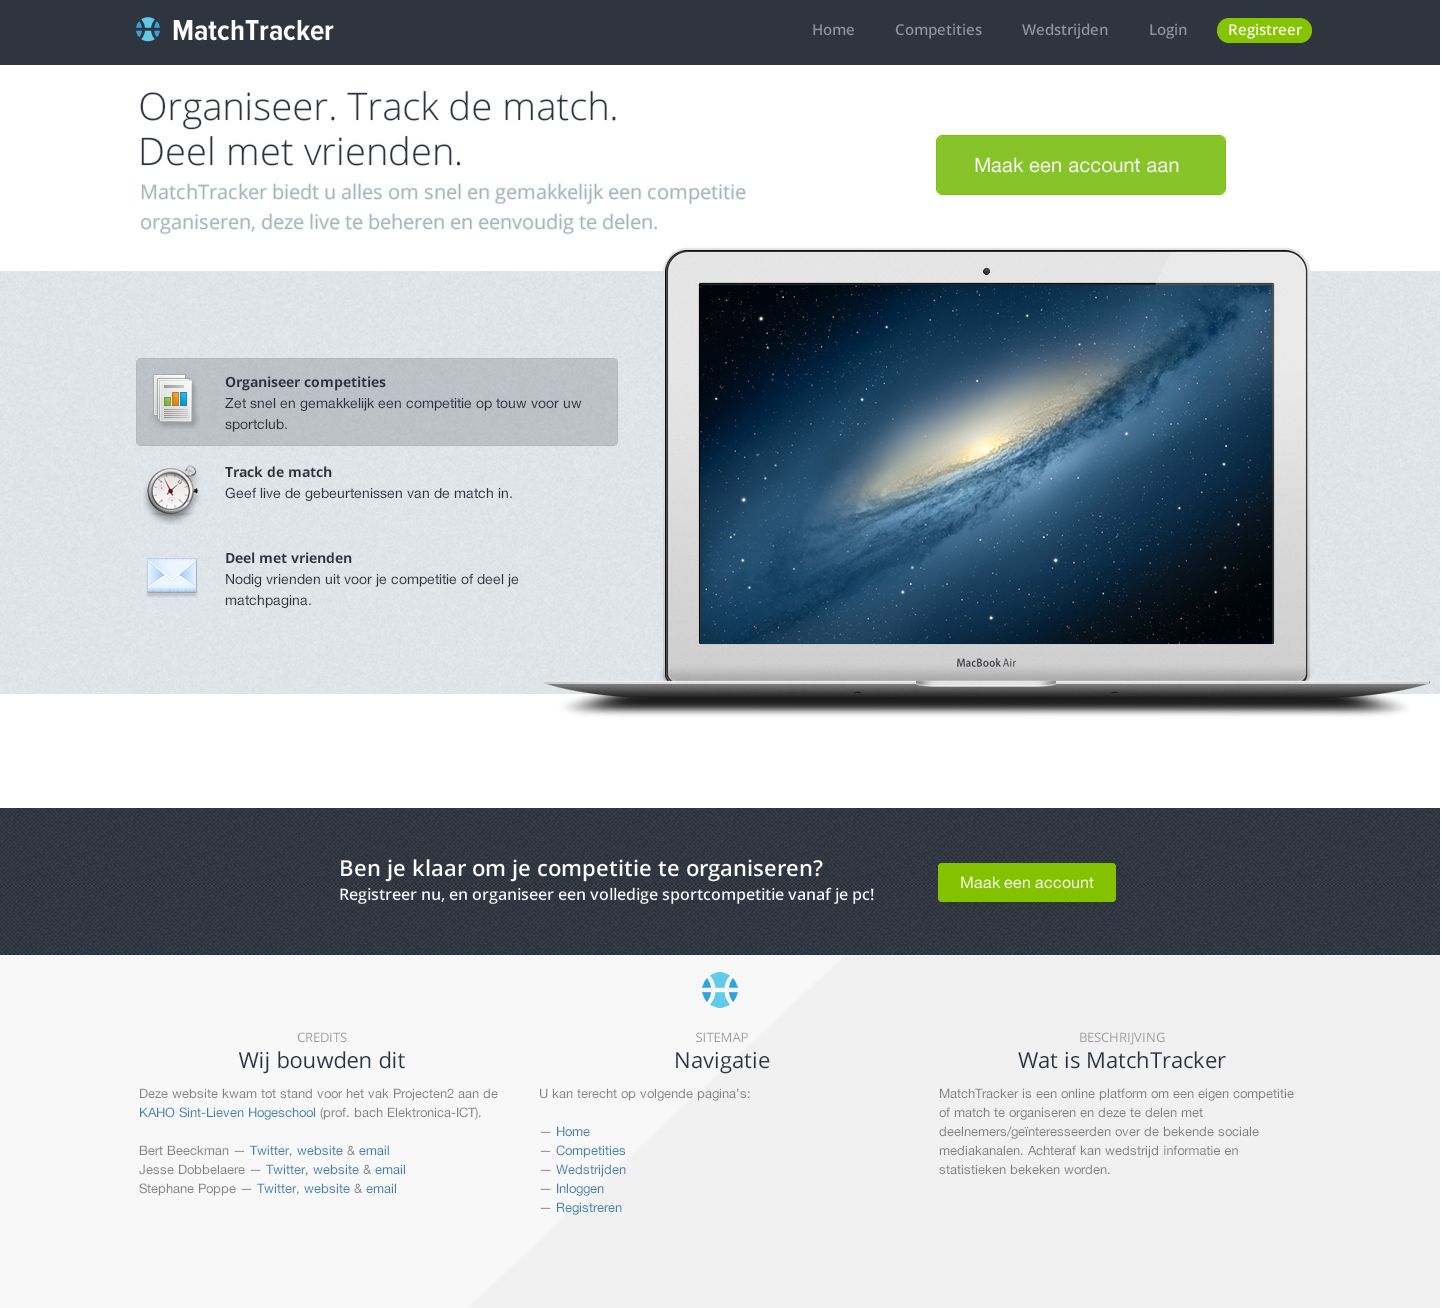 MatchTracker
Home Competities Wedstrijden Login Registreer
Organiseer. Track de match.
Deel met vrienden.
MatchTracker biedt u alles om snel en gemakkelijk een competitie
organiseren, deze live te beheren en eenvoudig te delen.
Maak een account aan
Organiseer competities
Zet snel en gemakkelijk een competitie op touw voor uw
sportclub.
Track de match
Geef live de gebeurtenissen van de match in.
Deel met vrienden
Nodig vrienden uit voor je competitie of deel je
matchpagina.
MacBook Air
Ben je klaar om je competitie te organiseren?
Registreer nu, en organiseer een volledige sportcompetitie vanaf je pc!
Maak een account
CREDITS
Wij bouwden dit
Deze website kwam tot stand voor het vak Projecten2 aan de
KAHO Sint-Lieven Hogeschool (prof. bach Elektronica-ICT).
Bert Beeckman — Twitter, website & email
Jesse Dobbelaere — Twitter, website & email
Stephane Poppe — Twitter, website & email
SITEMAP
Navigatie
U kan terecht op volgende pagina's:
— Home
— Competities
— Wedstrijden
— Inloggen
— Registreren
BESCHRIJVING
Wat is MatchTracker
MatchTracker is een online platform om een eigen competitie
of match te organiseren en deze te delen met
deelnemers/geïnteresseerden over de bekende sociale
mediakanalen. Achteraf kan wedstrijd informatie en
statistieken bekeken worden.